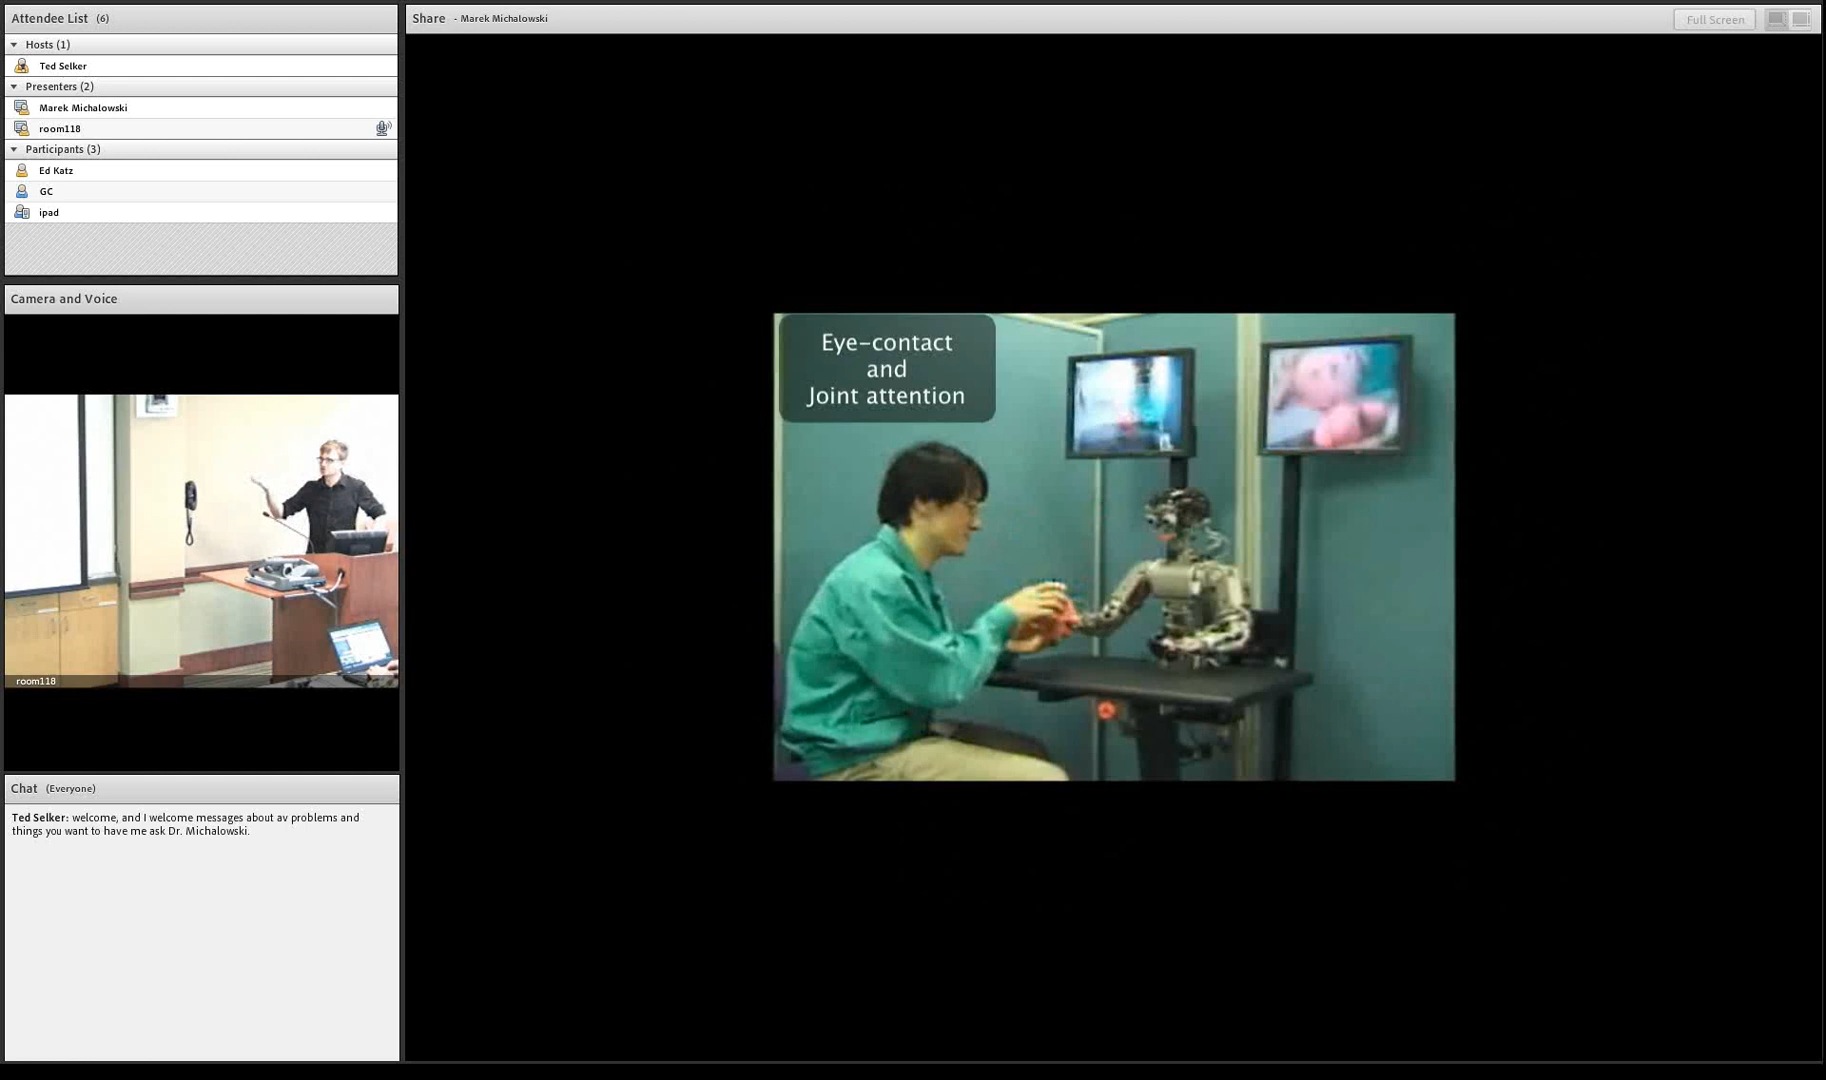 Attendee List (6)
Hosts (1)
Ted Selker
Presenters (2)
Marek Michalowski
room118
Participants (3)
Ed Katz
GC
ipad
Camera and Voice
room118
Chat (Everyone)
Ted Selker: welcome, and I welcome messages about av problems and
things you want to have me ask Dr. Michalowski.
Share - Marek Michalowski
Full Screen
Eye-contact
and
Joint attention